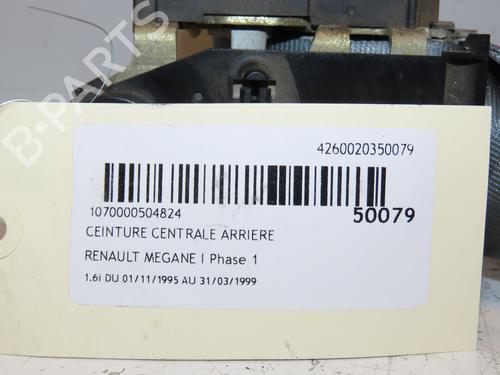 4260020350079
1070000504824
50079
CEINTURE CENTRALE ARRIERE
RENAULT MEGANE I Phase 1
1.6i DU 01/11/1995 AU 31/03/1999
B-PARTS